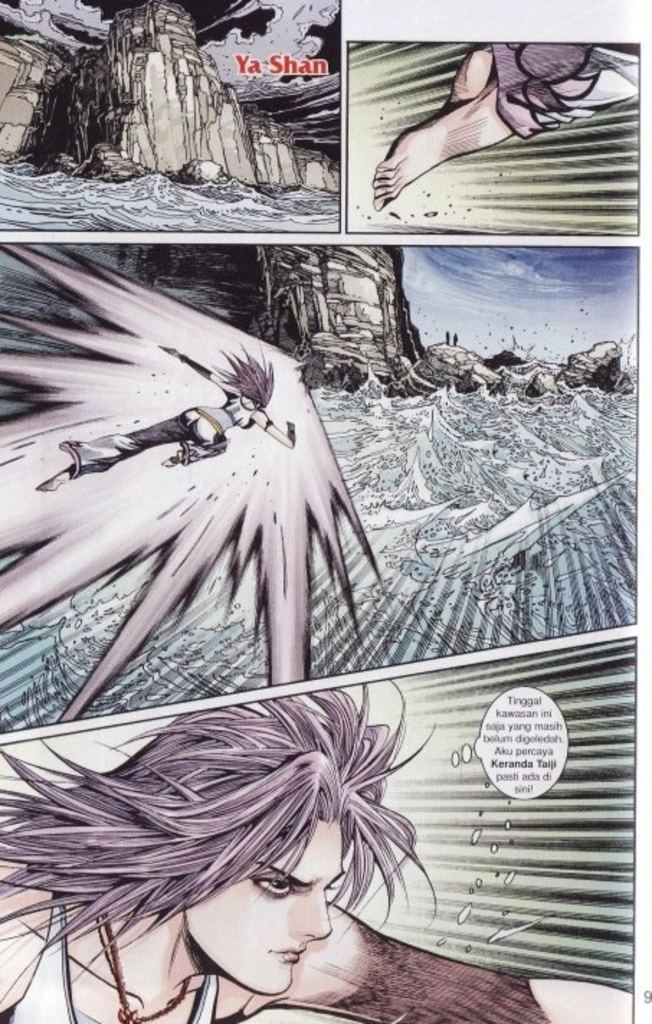 Ya Shan
Tinggal
kawasan ini
saja yang masih
belum digeledah.
Aku percaya
Keranda Taiji
pasti ada di
sini!
9